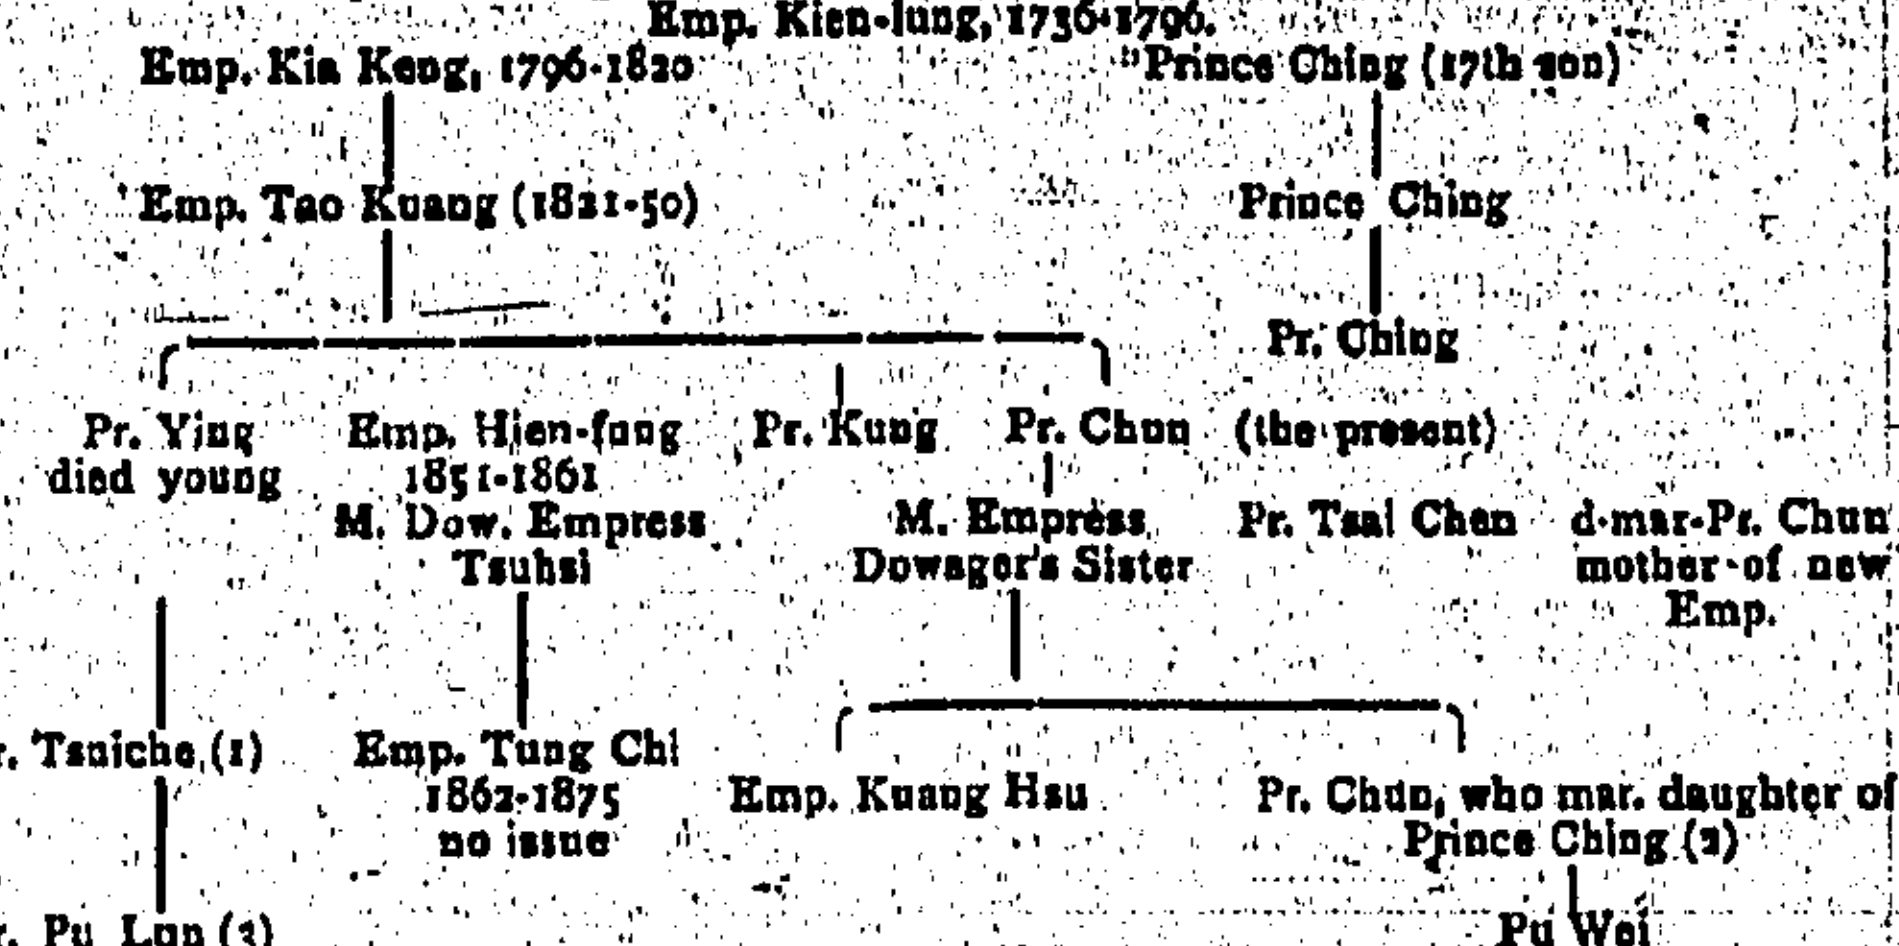 Emp. Kien-lung, 1736-1796.
Emp. Kia Keng, 1796-1820
Prince Ching (17th son)
Emp. Tao Kuang (1821-50)
Prince Ching
Pr. Ching
Pr. Ying
died young
Emp. Hien-fung
1851-1861
M. Dow. Empress
Tsuhsi
Pr. Kung
Pr. Chun
M. Empress
Dowager's Sister
(the present)
Pr. Tsai Chen
d-mar-Pr. Chun
mother of new
Emp.
r. Tsaiche (1)
Emp. Tung Chi
1862-1875
no issue
Emp. Kuang Hsu
Pr. Chun, who mar. daughter of
Prince Ching (2)
r. Pu Lun (3)
Pu Wei